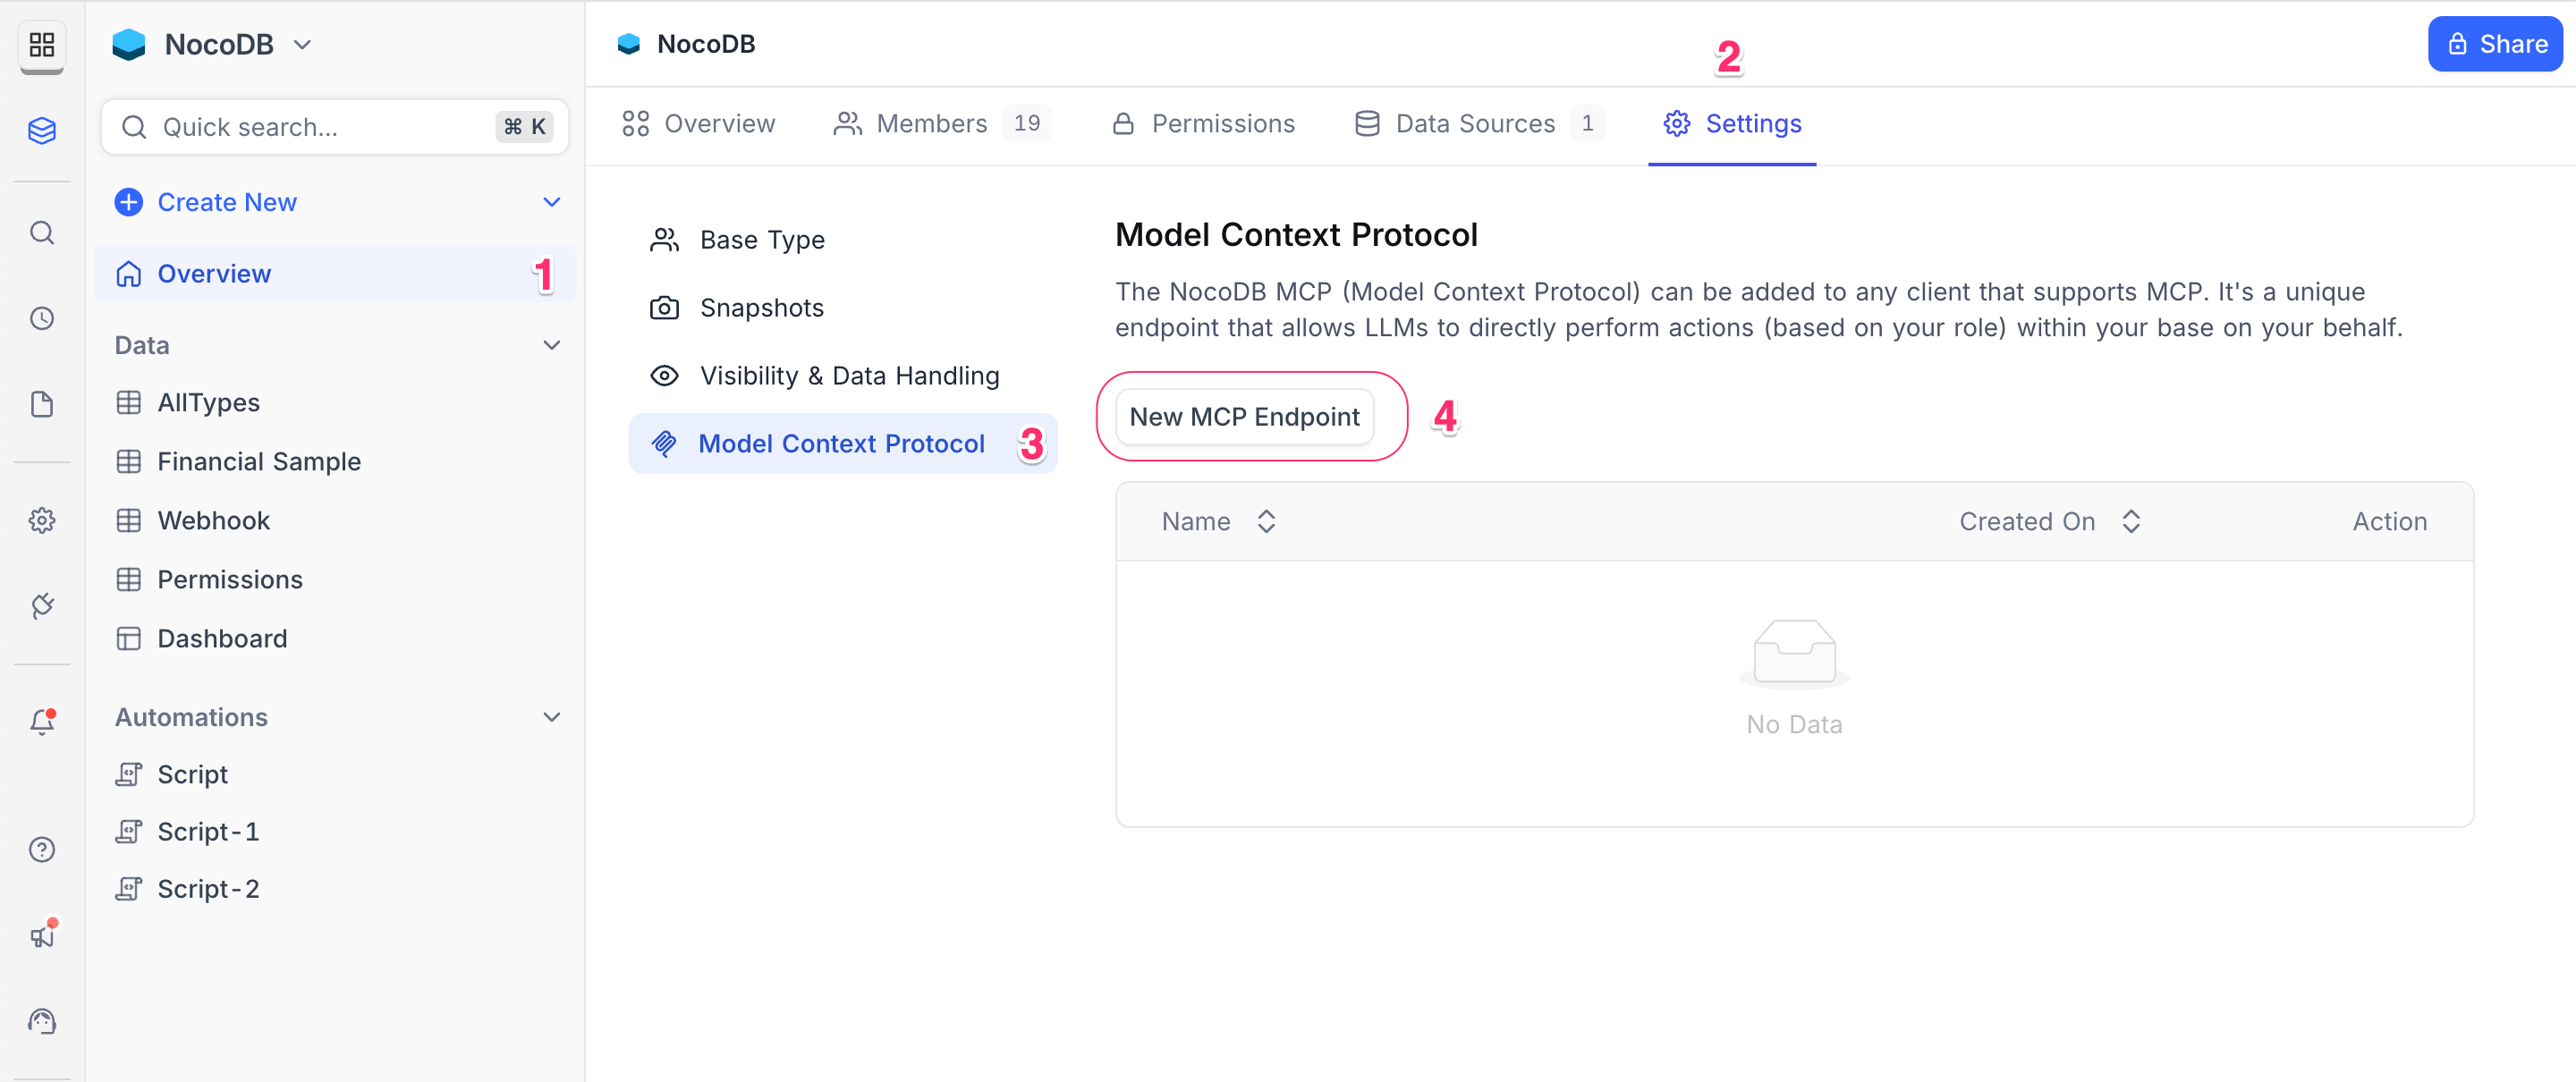 NocoDB
Quick search...
⌘ K
Create New
Overview
1
Data
AllTypes
Financial Sample
Webhook
Permissions
Dashboard
Automations
Script
Script-1
Script-2
NocoDB
2
Share
Overview
Members 19
Permissions
Data Sources 1
Settings
Base Type
Snapshots
Visibility & Data Handling
Model Context Protocol
3
Model Context Protocol
The NocoDB MCP (Model Context Protocol) can be added to any client that supports MCP. It's a unique
endpoint that allows LLMs to directly perform actions (based on your role) within your base on your behalf.
New MCP Endpoint
4
Name
Created On
Action
No Data